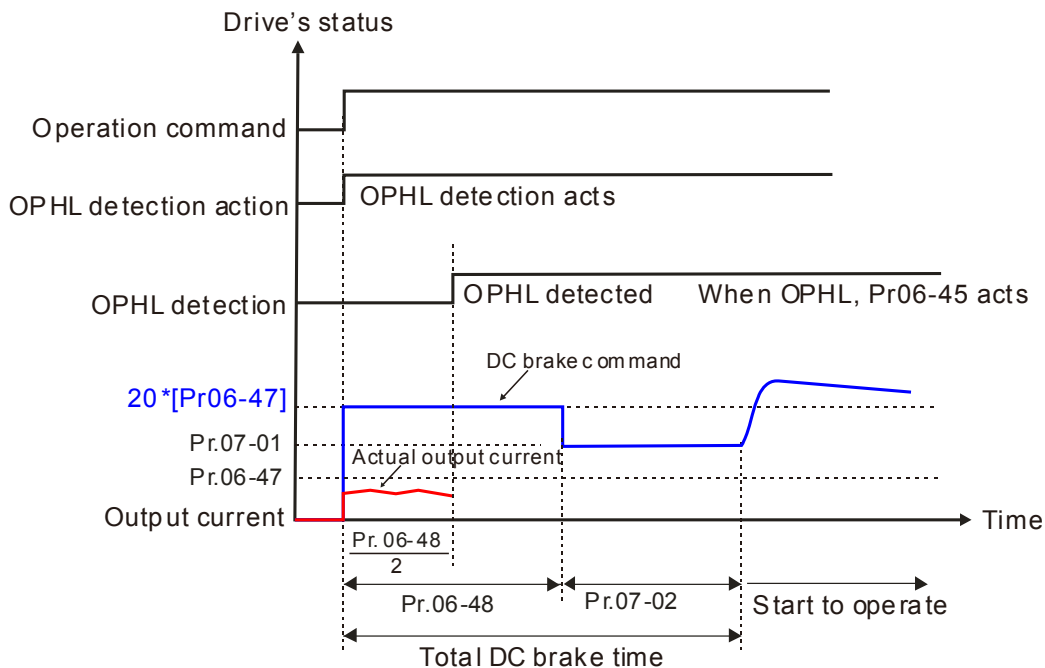 Drive's status
Operation command
OPHL detection action
OPHL detection acts
OPHL detection
OPHL detected
When OPHL, Pr06-45 acts
DC brake command
20*[Pr06-47]
Pr.07-01
Actual output current
Pr.06-47
Output current
Time
Pr. 06-48
2
Pr.06-48
Pr.07-02
Start to operate
Total DC brake time